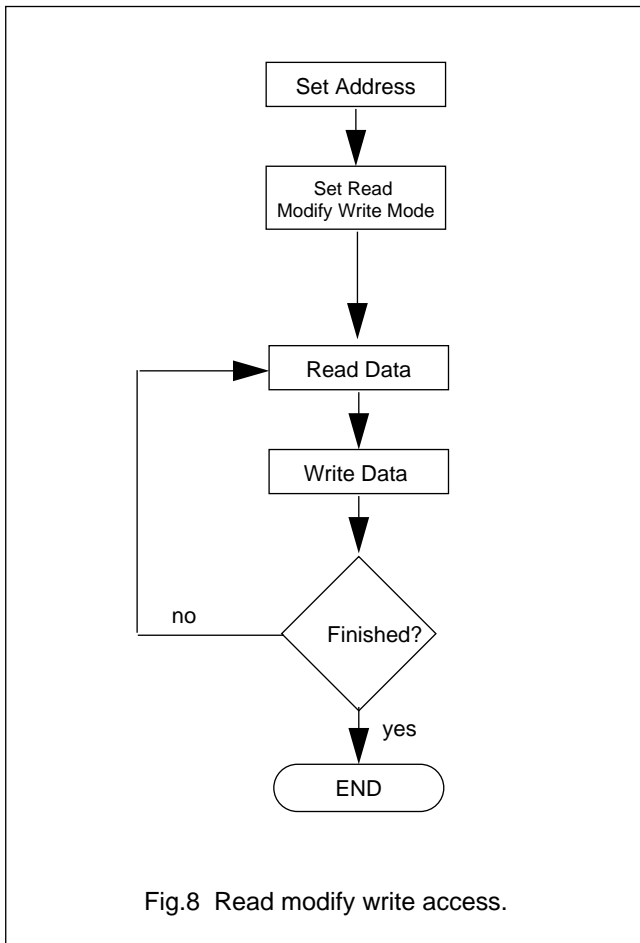 Set Address
Set Read
Modify Write Mode
Read Data
Write Data
Finished?
no
yes
END
Fig.8 Read modify write access.